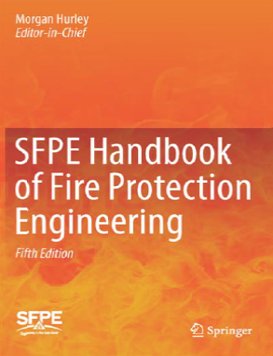 Morgan Hurley
Editor-in-Chief
SFPE Handbook
of Fire Protection
Engineering
Fifth Edition
SFPE
Springer